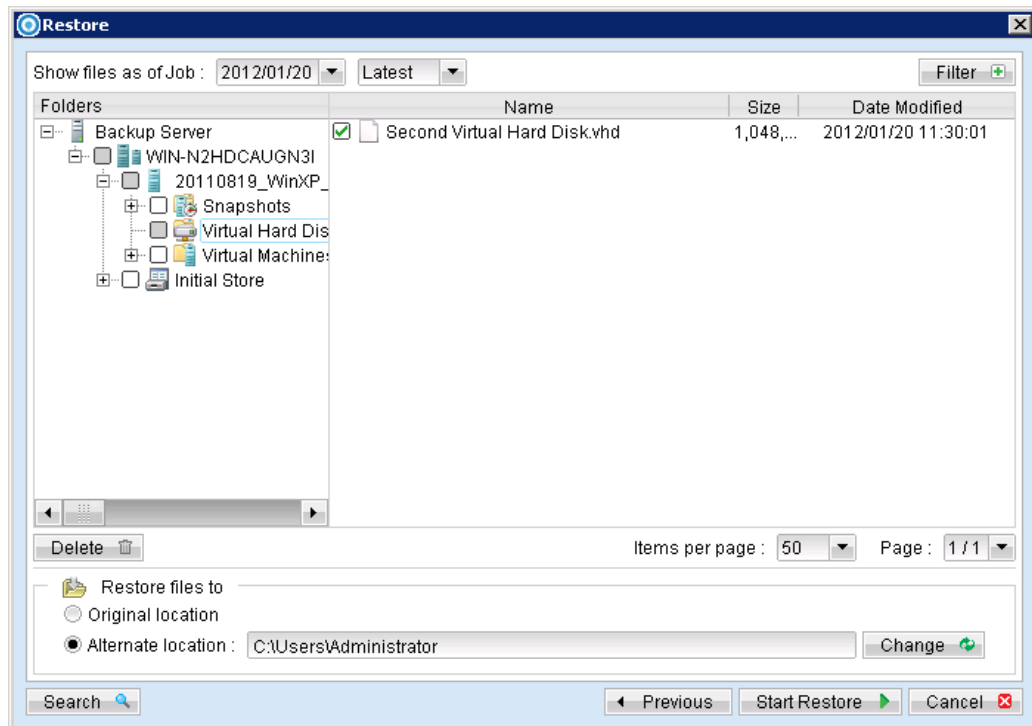 Restore
Show files as of Job : 2012/01/20 Latest Filter
Folders Name Size Date Modified
Backup Server Second Virtual Hard Disk.vhd 1,048,... 2012/01/20 11:30:01
WIN-N2HDCAUGN3I
20110819_WinXP_
Snapshots
Virtual Hard Dis
Virtual Machine
Initial Store
Delete Items per page : 50 Page : 1 / 1
Restore files to
Original location
Alternate location : C:\Users\Administrator Change
Search Previous Start Restore Cancel